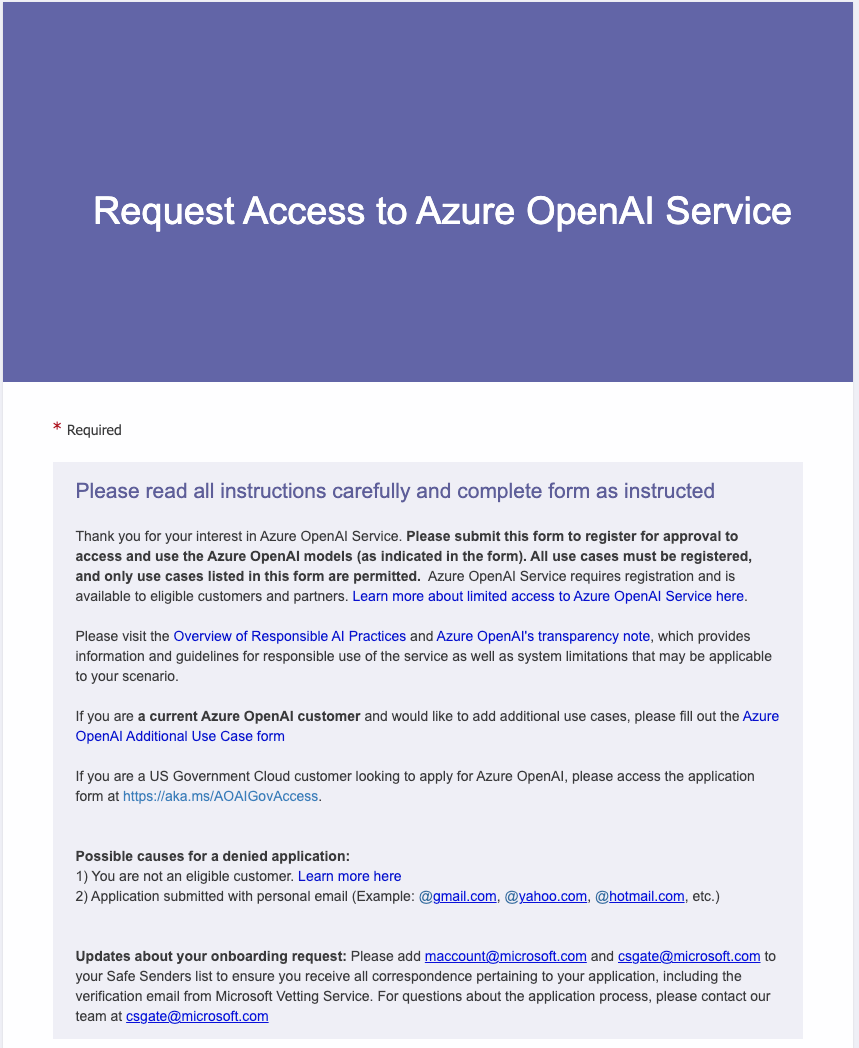 Request Access to Azure OpenAI Service
* Required
Please read all instructions carefully and complete form as instructed
Thank you for your interest in Azure OpenAI Service. Please submit this form to register for approval to
access and use the Azure OpenAI models (as indicated in the form). All use cases must be registered,
and only use cases listed in this form are permitted.  Azure OpenAI Service requires registration and is
available to eligible customers and partners. Learn more about limited access to Azure OpenAI Service here.
Please visit the Overview of Responsible AI Practices and Azure OpenAI's transparency note, which provides
information and guidelines for responsible use of the service as well as system limitations that may be applicable
to your scenario.
If you are a current Azure OpenAI customer and would like to add additional use cases, please fill out the Azure
OpenAI Additional Use Case form
If you are a US Government Cloud customer looking to apply for Azure OpenAI, please access the application
form at https://aka.ms/AOAIGovAccess.
Possible causes for a denied application:
1) You are not an eligible customer. Learn more here
2) Application submitted with personal email (Example: @gmail.com, @yahoo.com, @hotmail.com, etc.)
Updates about your onboarding request: Please add maccount@microsoft.com and csgate@microsoft.com to
your Safe Senders list to ensure you receive all correspondence pertaining to your application, including the
verification email from Microsoft Vetting Service. For questions about the application process, please contact our
team at csgate@microsoft.com